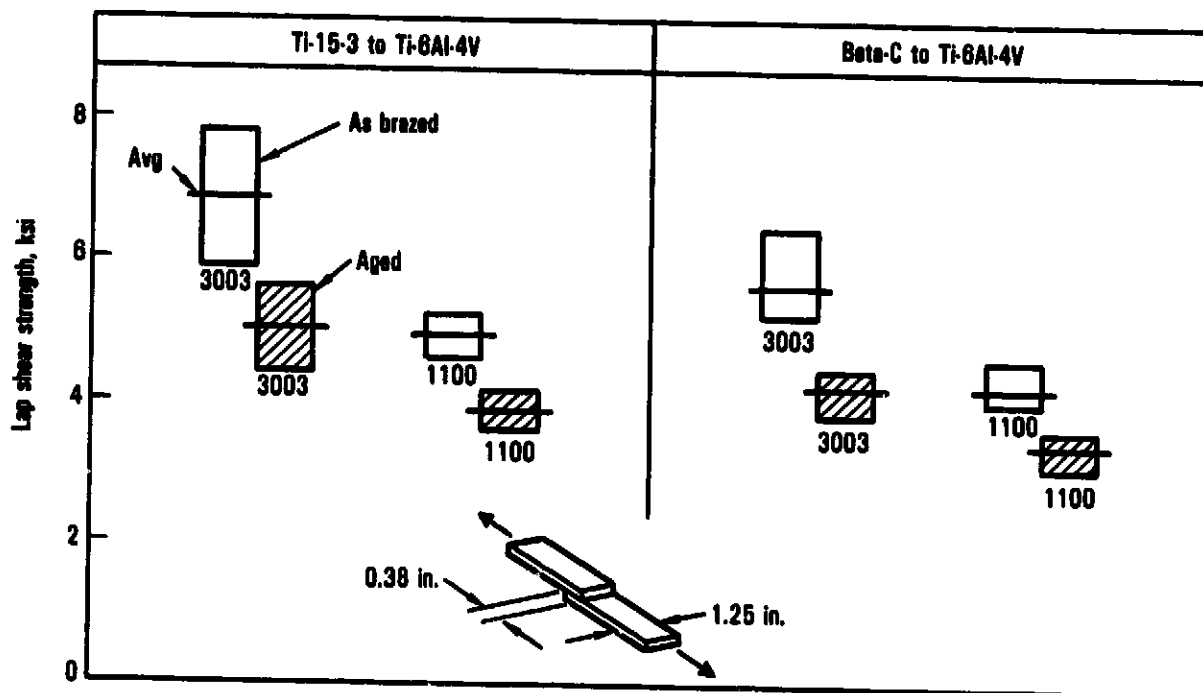 Ti-15-3 to Ti-6Al-4V
Beta-C to Ti-6Al-4V
Lap shear strength, ksi
8
6
4
2
0
Avg
As brazed
3003
Aged
3003
1100
1100
3003
3003
1100
1100
0.38 in.
1.25 in.